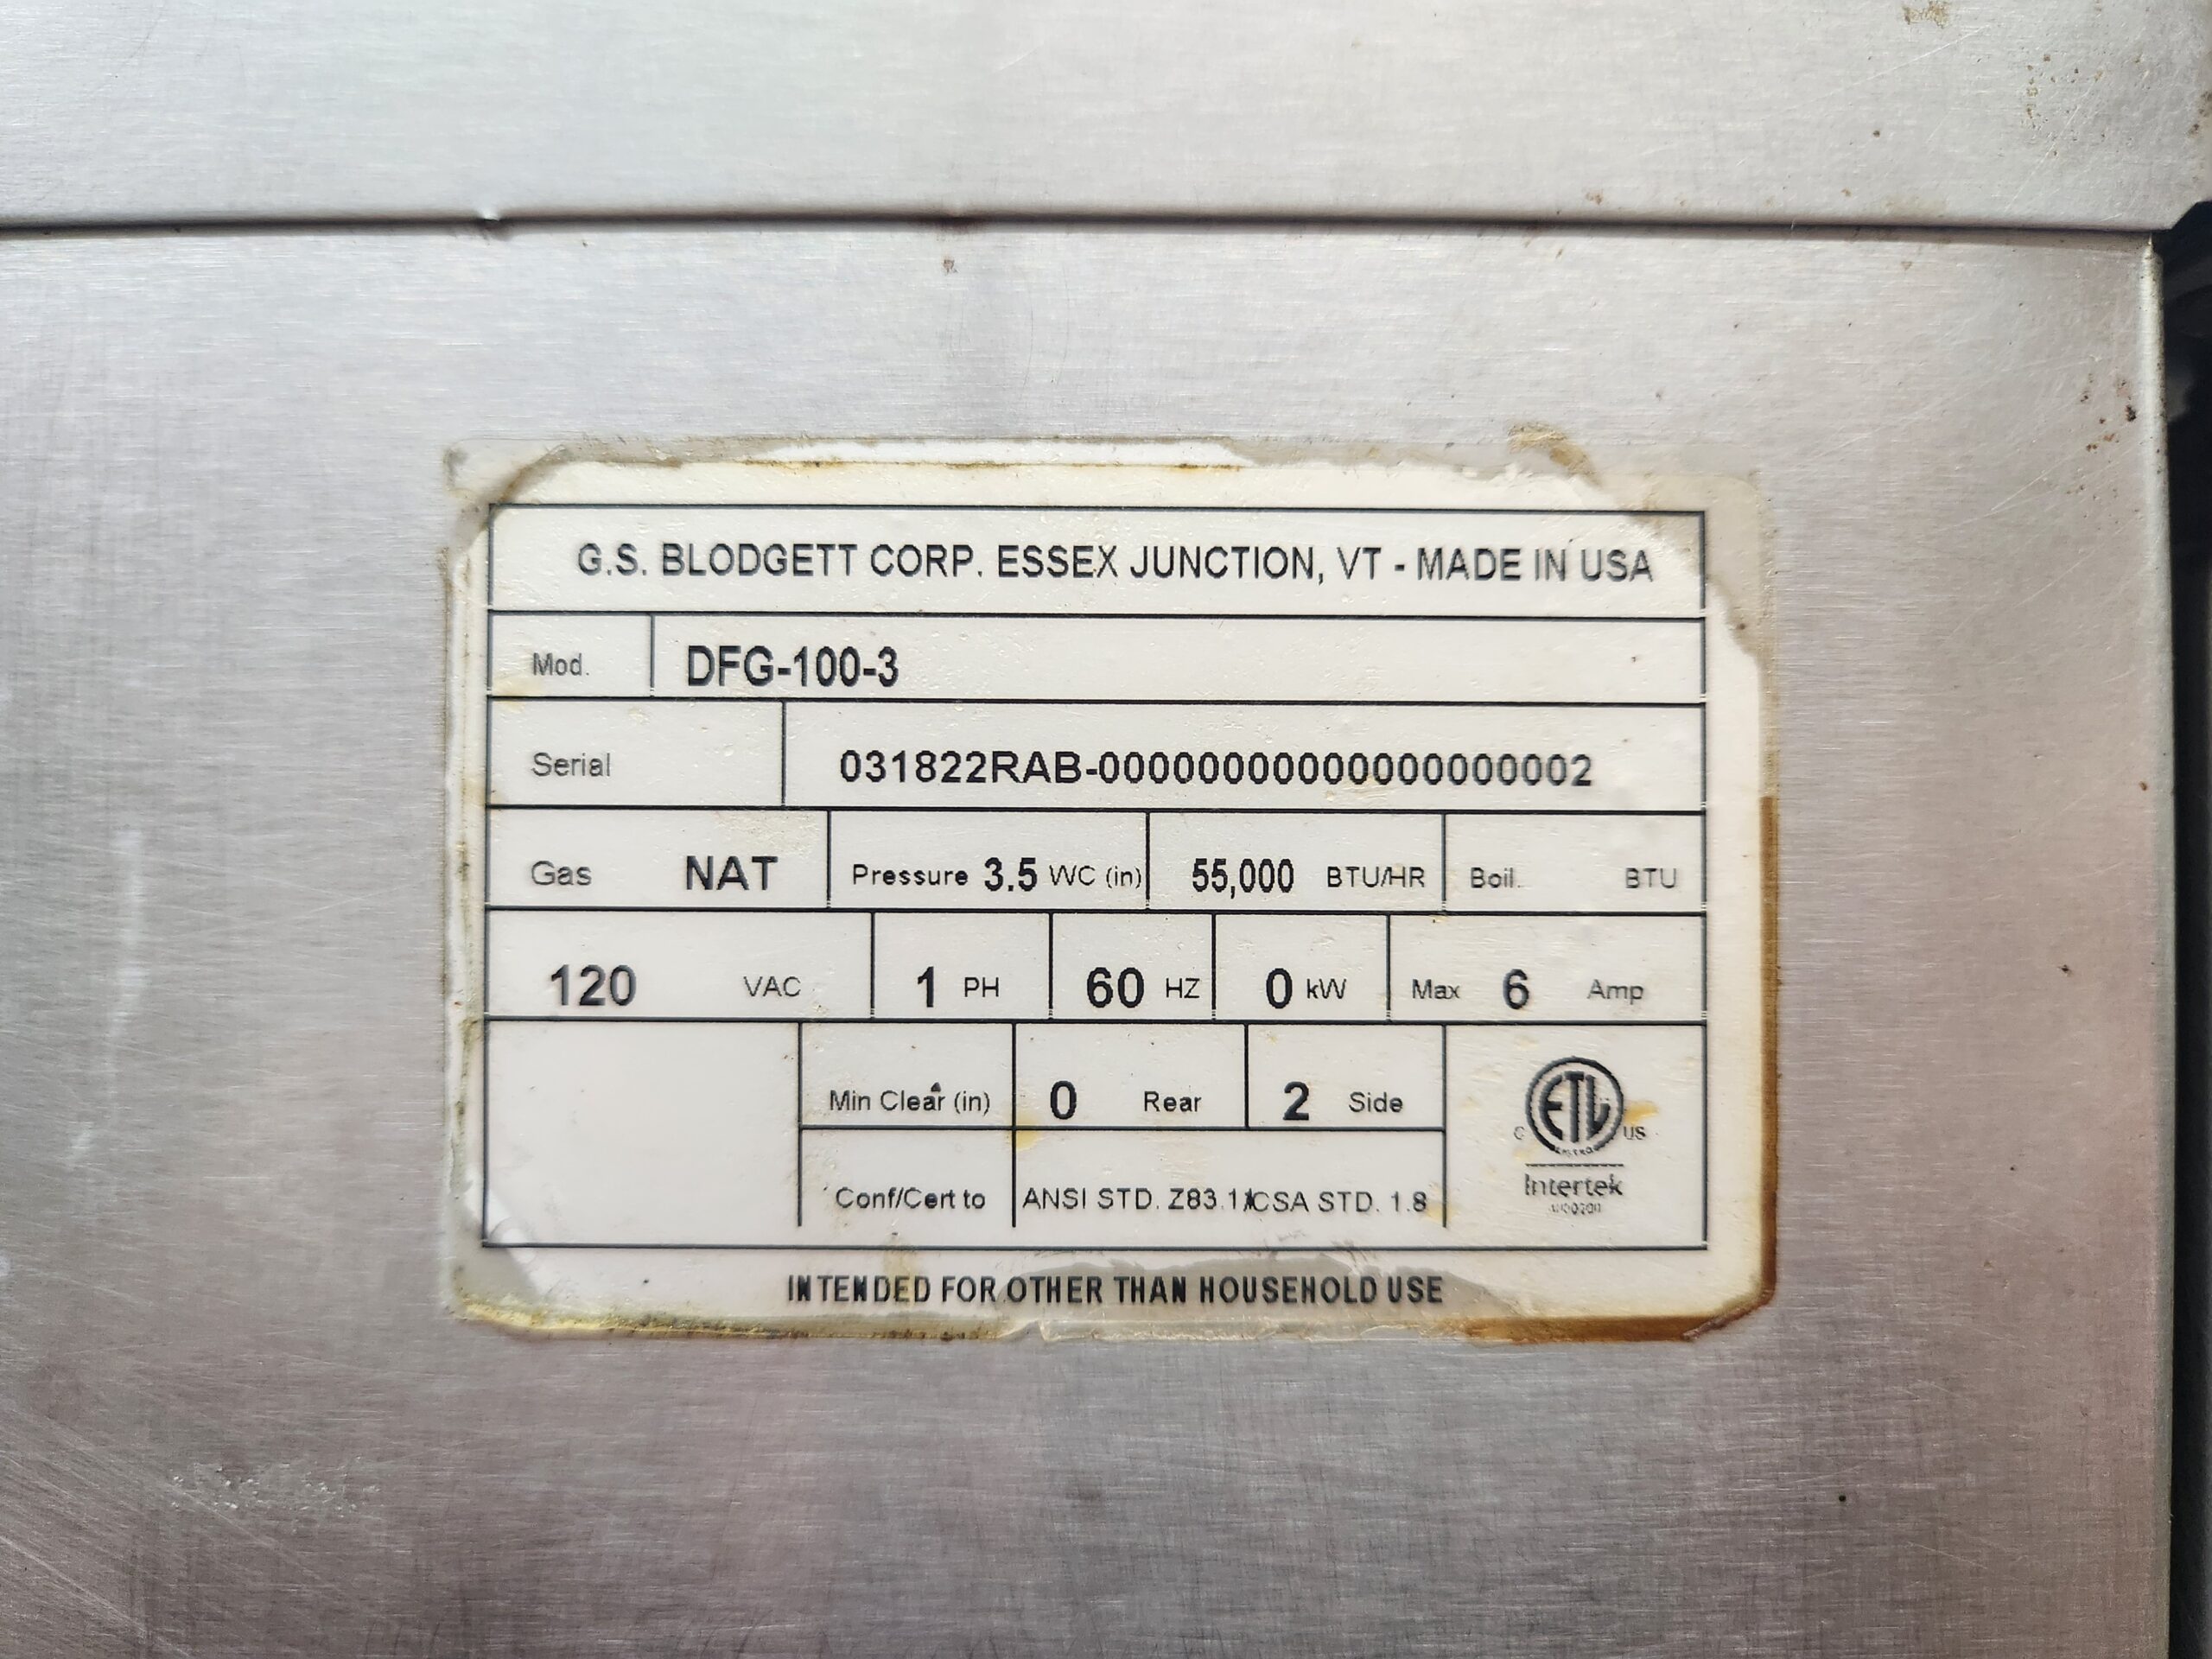 G.S. BLODGETT CORP. ESSEX JUNCTION, VT - MADE IN USA
Mod. DFG-100-3
Serial 031822RAB-000000000000000000002
Gas NAT Pressure 3.5 WC (in) 55,000 BTU/HR Boil. BTU
120 VAC 1 PH 60 HZ 0 kW Max 6 Amp
Min Clear (in) 0 Rear 2 Side
C ETL US
Intertek
Conf/Cert to ANSI STD. Z83.11/CSA STD. 1.8
INTENDED FOR OTHER THAN HOUSEHOLD USE